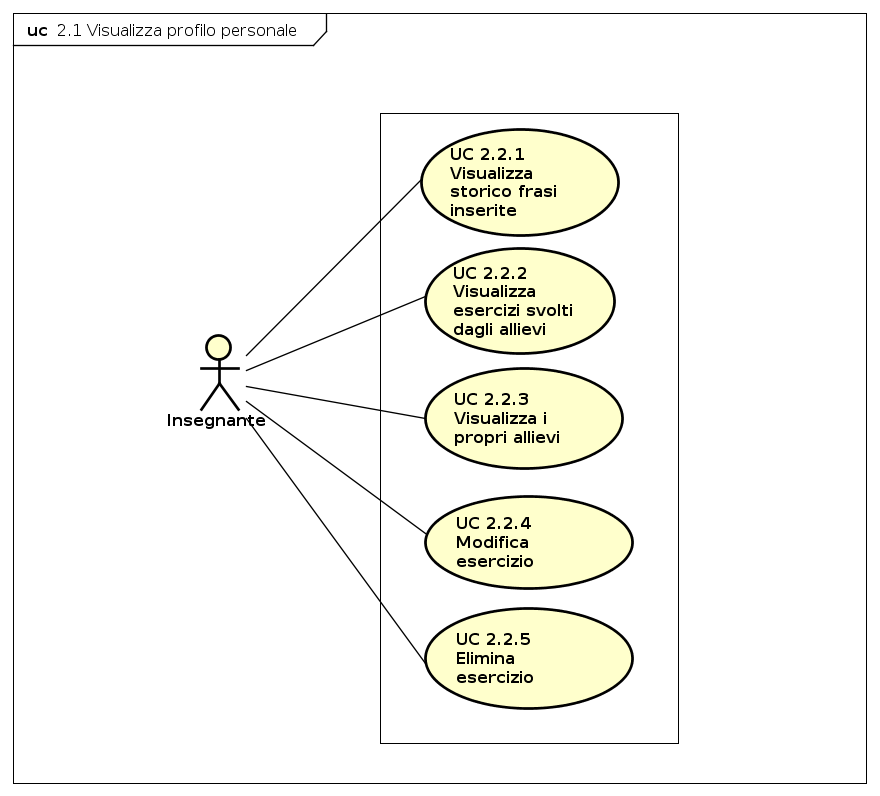 uc 2.1 Visualizza profilo personale
UC 2.2.1
Visualizza
storico frasi
inserite
UC 2.2.2
Visualizza
esercizi svolti
dagli allievi
Insegnante
UC 2.2.3
Visualizza i
propri allievi
UC 2.2.4
Modifica
esercizio
UC 2.2.5
Elimina
esercizio